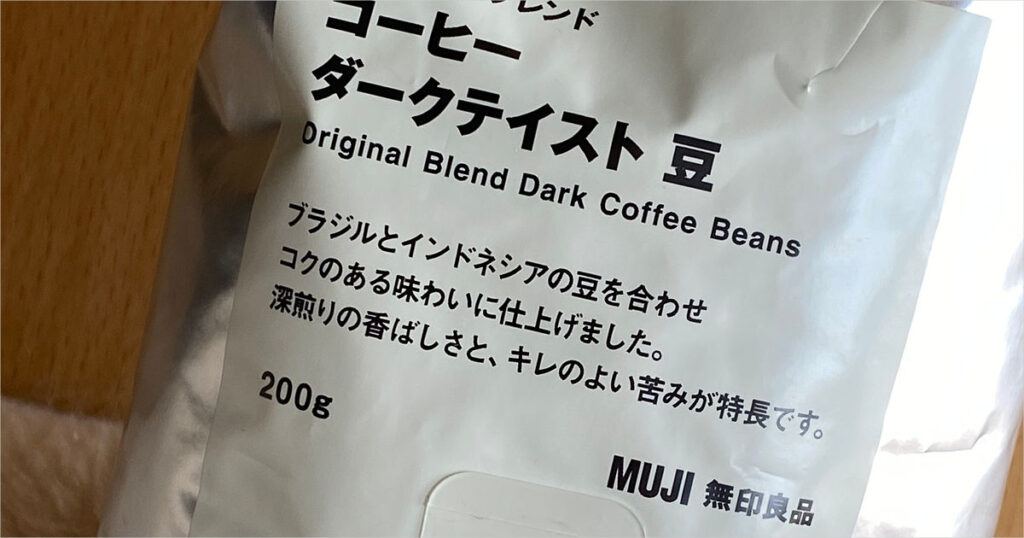 ブレンド
コーヒー
ダークテイスト 豆
Original Blend Dark Coffee Beans
ブラジルとインドネシアの豆を合わせ
コクのある味わいに仕上げました。
深煎りの香ばしさと、キレのよい苦みが特長です。
200g
MUJI 無印良品